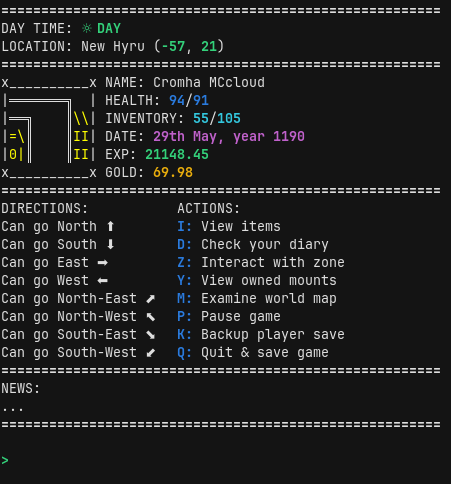 =======================================================
DAY TIME: ☼ DAY
LOCATION: New Hyru (-57, 21)
=======================================================
x__________x NAME: Cromha MCcloud
|════════╗  | HEALTH: 94/91
|══╗    ║\\| INVENTORY: 55/105
|=\║    ║II| DATE: 29th May, year 1190
|0|║    ║II| EXP: 21148.45
x__________x GOLD: 69.98
=======================================================
DIRECTIONS: ACTIONS:
Can go North ⬆ I: View items
Can go South ⬇ D: Check your diary
Can go East ➡ Z: Interact with zone
Can go West ⬅ Y: View owned mounts
Can go North-East ⬈ M: Examine world map
Can go North-West ⬉ P: Pause game
Can go South-East ⬊ K: Backup player save
Can go South-West ⬋ Q: Quit & save game
=======================================================
NEWS:
...
=======================================================
>